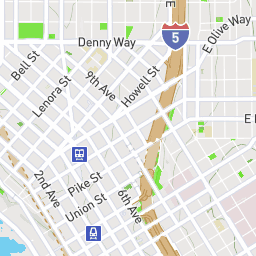 E
Denny Way
5
E Olive Way
Bell St
Lenora St
9th Ave
Howell St
E
2nd Ave
Pike St
Union St
6th Ave